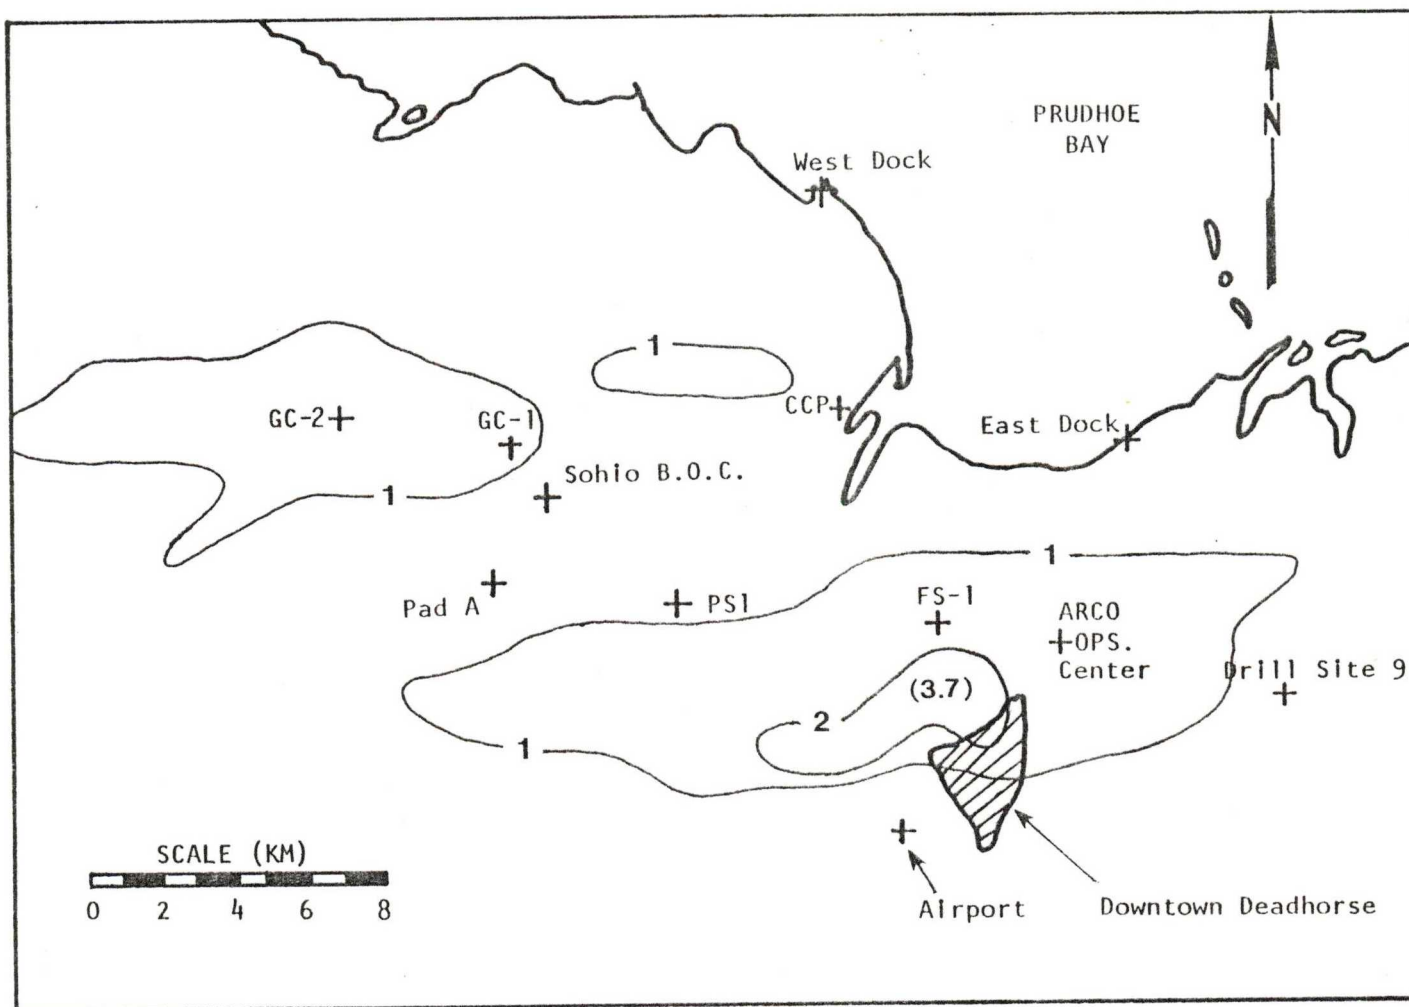 PRUDHOE
BAY
N
West Dock
1
GC-2
GC-1
CCP
East Dock
Sohio B.O.C.
1
1
Pad A
PS1
FS-1
ARCO
OPS.
Center
Drill Site 9
(3.7)
2
1
SCALE (KM)
0 2 4 6 8
Airport
Downtown Deadhorse